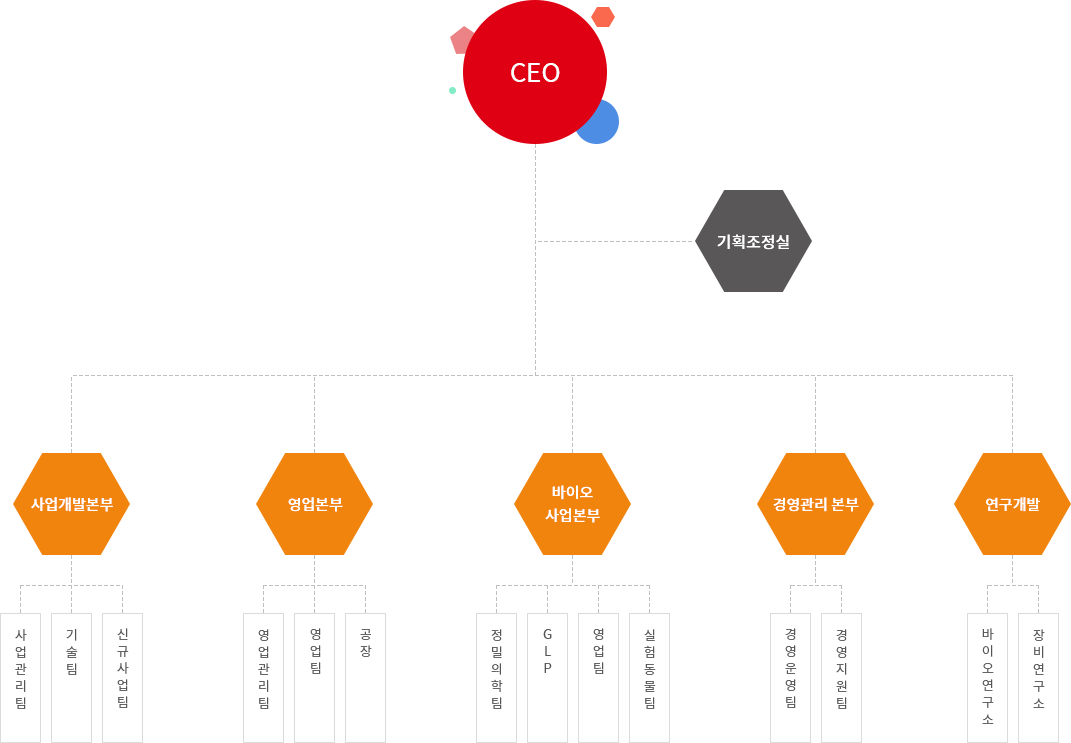 CEO
기획조정실
사업개발본부
영업본부
바이오
사업본부
경영관리 본부
연구개발
사업관리팀
기술팀
신규사업팀
영업관리팀
영업팀
공장
정밀의학팀
GLP
영업팀
실험동물팀
경영운영팀
경영지원팀
바이오연구소
장비연구소